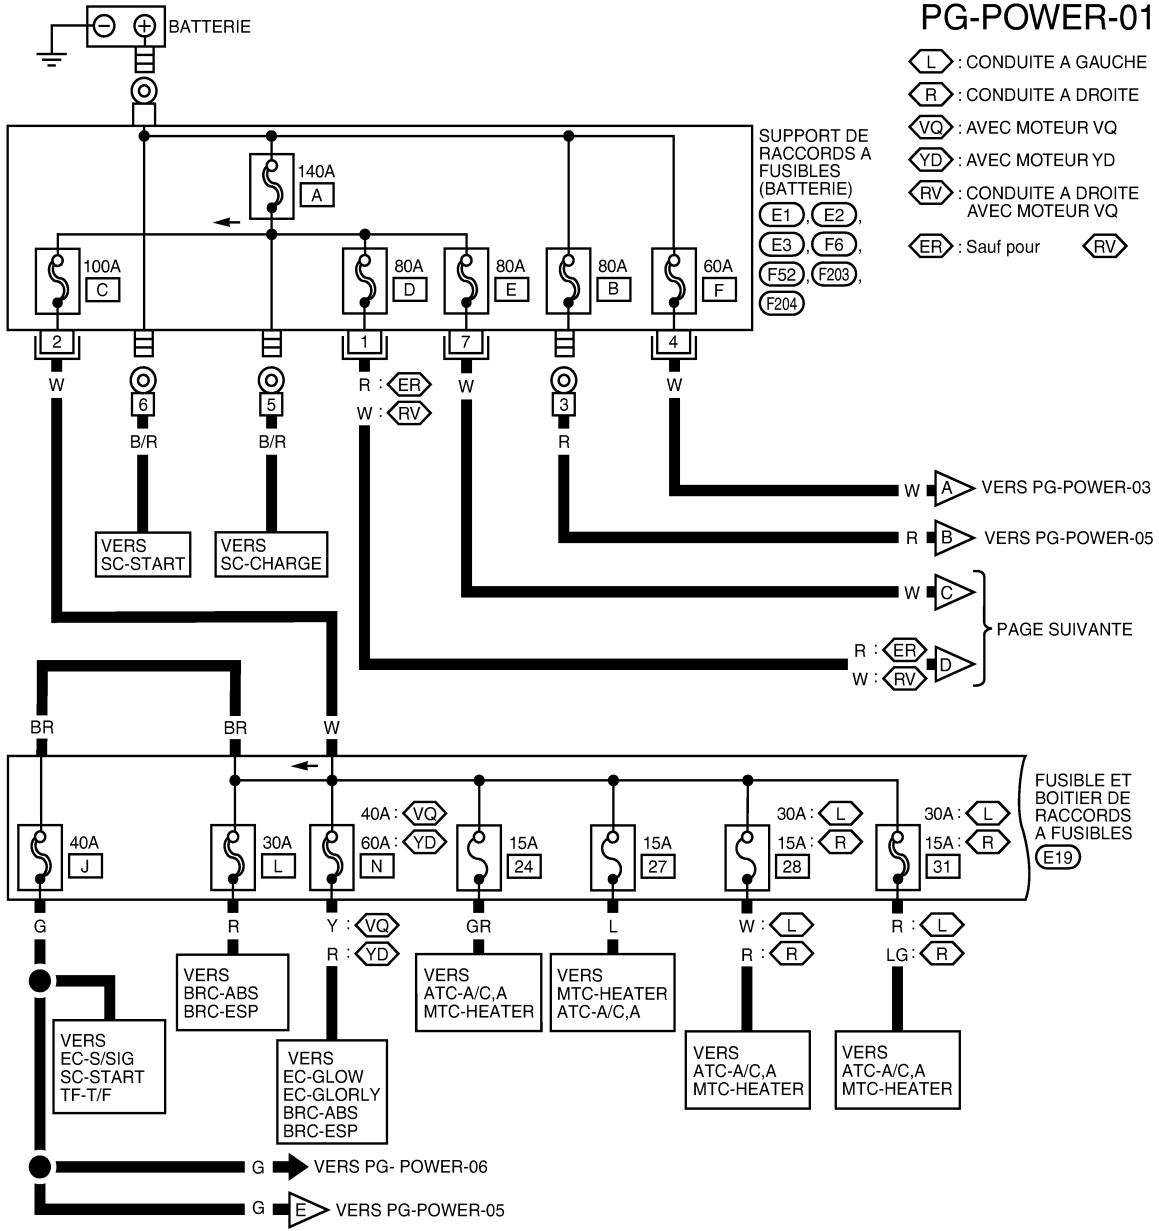 PG-POWER-01
BATTERIE
L : CONDUITE A GAUCHE
R : CONDUITE A DROITE
VQ : AVEC MOTEUR VQ
YD : AVEC MOTEUR YD
RV : CONDUITE A DROITE
AVEC MOTEUR VQ
ER : Sauf pour RV
SUPPORT DE
RACCORDS A
FUSIBLES
(BATTERIE)
E1 , E2 ,
E3 , F6 ,
F52 , F203 ,
F204
140A
A
100A
C
80A
D
80A
E
80A
B
60A
F
2
1
7
4
W
R : ER
W
W
6
5
3
W : RV
B/R
B/R
R
W A VERS PG-POWER-03
R B VERS PG-POWER-05
VERS
SC-START
VERS
SC-CHARGE
W C
PAGE SUIVANTE
R : ER
D
W : RV
BR
BR
W
FUSIBLE ET
BOITIER DE
RACCORDS
A FUSIBLES
E19
40A
J
30A
L
40A : VQ
60A : YD
N
15A
24
15A
27
30A : L
15A : R
28
30A : L
15A : R
31
G
R
Y : VQ
R : YD
GR
L
W : L
R : R
R : L
LG : R
VERS
BRC-ABS
BRC-ESP
VERS
ATC-A/C,A
MTC-HEATER
VERS
MTC-HEATER
ATC-A/C,A
VERS
EC-S/SIG
SC-START
TF-T/F
VERS
EC-GLOW
EC-GLORLY
BRC-ABS
BRC-ESP
VERS
ATC-A/C,A
MTC-HEATER
VERS
ATC-A/C,A
MTC-HEATER
G VERS PG- POWER-06
G E VERS PG-POWER-05